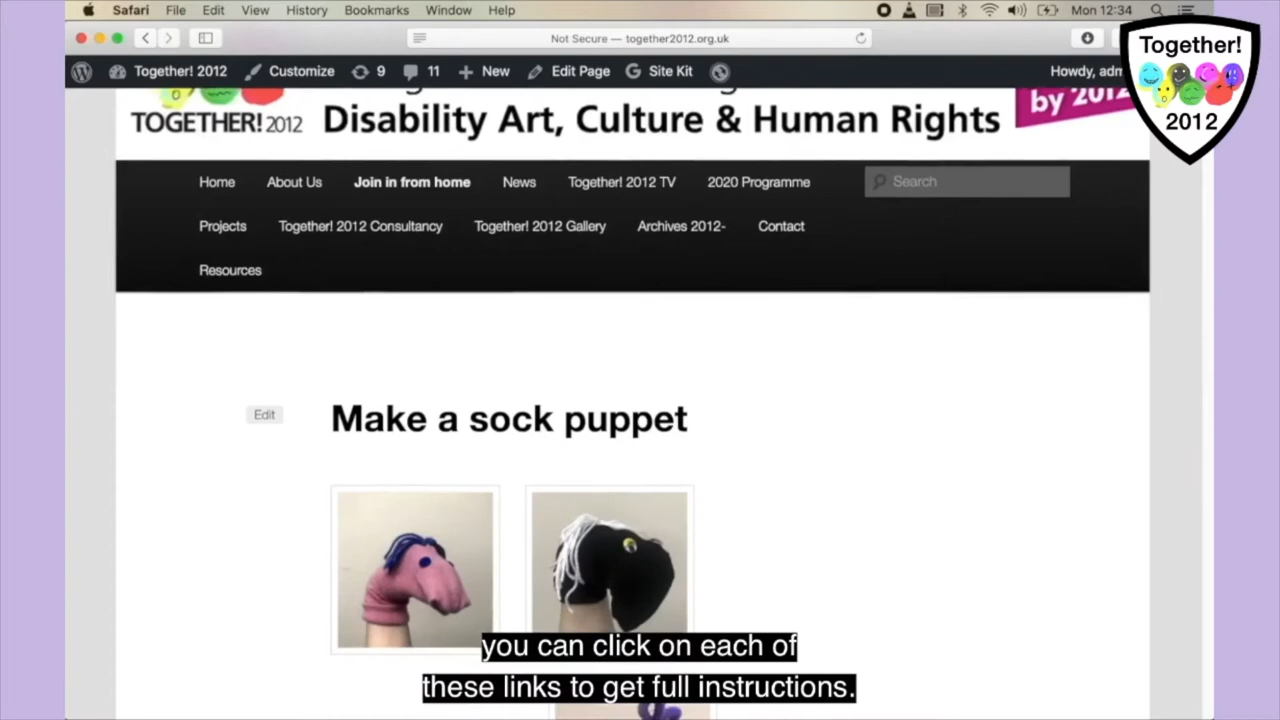 Safari File Edit View History Bookmarks Window Help Mon 12:34
Not Secure — together2012.org.uk
Together! 2012 Customize 9 11 New Edit Page Site Kit Howdy, adm
Together!
2012
by 2012
TOGETHER! 2012 Disability Art, Culture & Human Rights
Home About Us Join in from home News Together! 2012 TV 2020 Programme Search
Projects Together! 2012 Consultancy Together! 2012 Gallery Archives 2012- Contact
Resources
Edit Make a sock puppet
you can click on each of
these links to get full instructions.